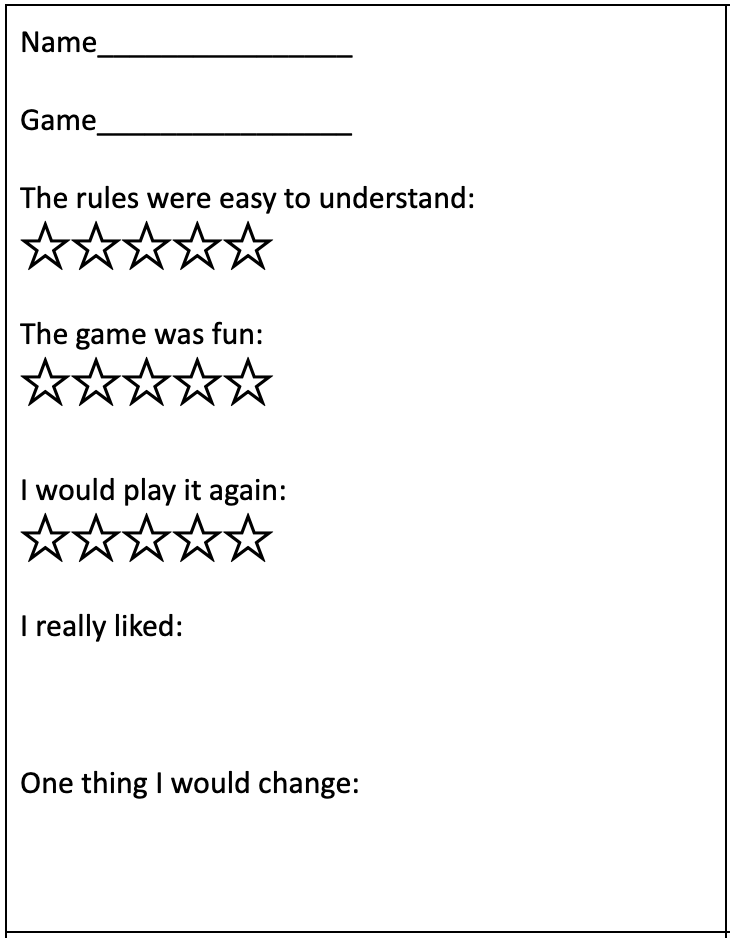 Name________________
Game________________
The rules were easy to understand:
☆☆☆☆☆
The game was fun:
☆☆☆☆☆
I would play it again:
☆☆☆☆☆
I really liked:
One thing I would change: